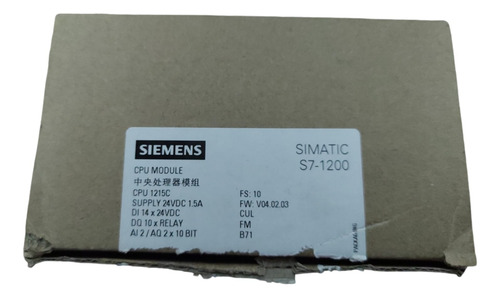 SIEMENS
SIMATIC
S7-1200
CPU MODULE
中央处理器模组
CPU 1215C
SUPPLY 24VDC 1.5A
DI 14 x 24VDC
DQ 10 x RELAY
AI 2 / AQ 2 x 10 BIT
FS: 10
FW: V04.02.03
CUL
FM
B71
PACKAGING